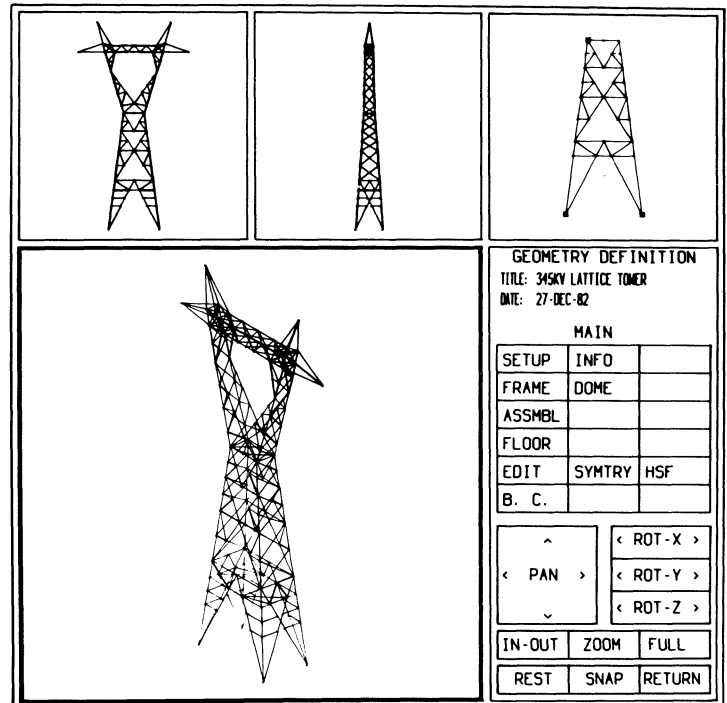 GEOMETRY DEFINITION
TITLE: 345KV LATTICE TOWER
DATE: 27-DEC-82
MAIN
SETUP INFO
FRAME DOME
ASSMBL
FLOOR
EDIT SYMTRY HSF
B. C.
^
< PAN >
⌄
< ROT-X >
< ROT-Y >
< ROT-Z >
IN-OUT ZOOM FULL
REST SNAP RETURN